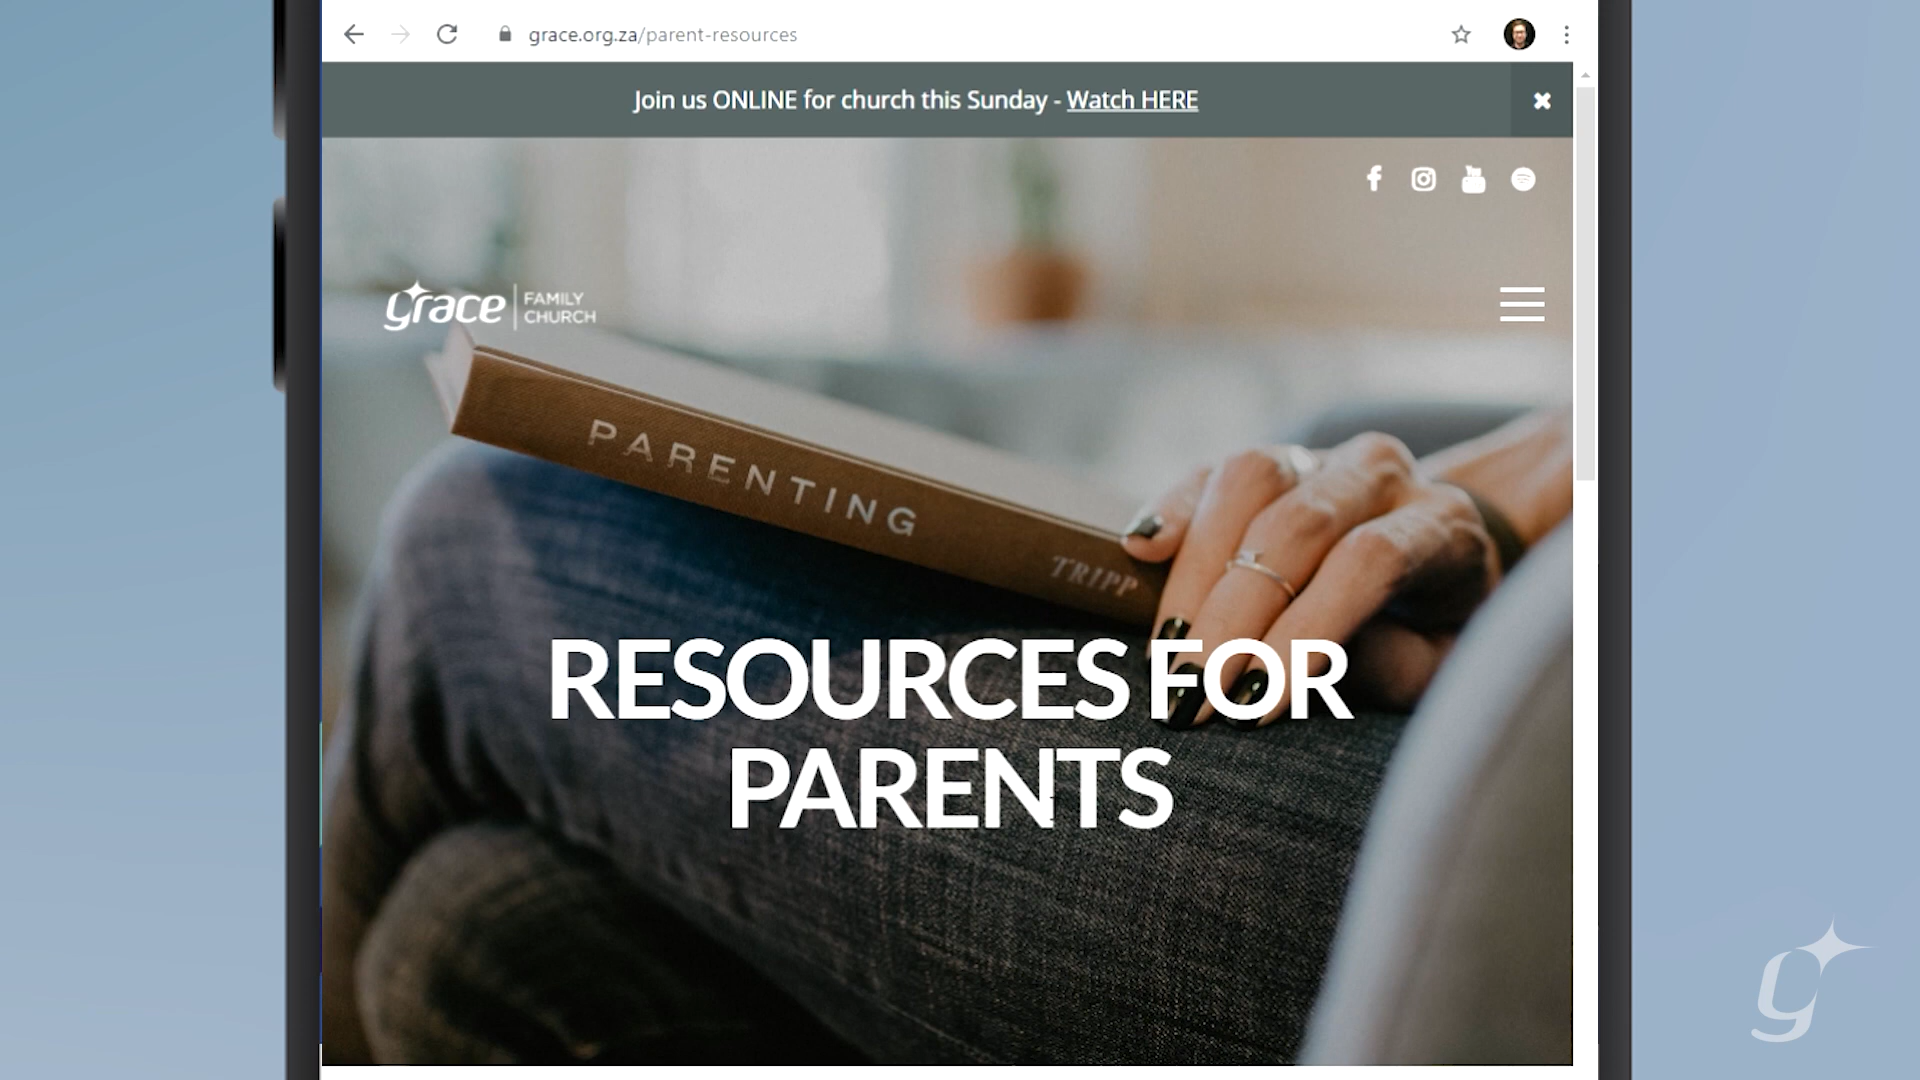 grace.org.za/parent-resources
Join us ONLINE for church this Sunday - Watch HERE
grace FAMILY
CHURCH
PARENTING
TRIPP
RESOURCES FOR
PARENTS
g